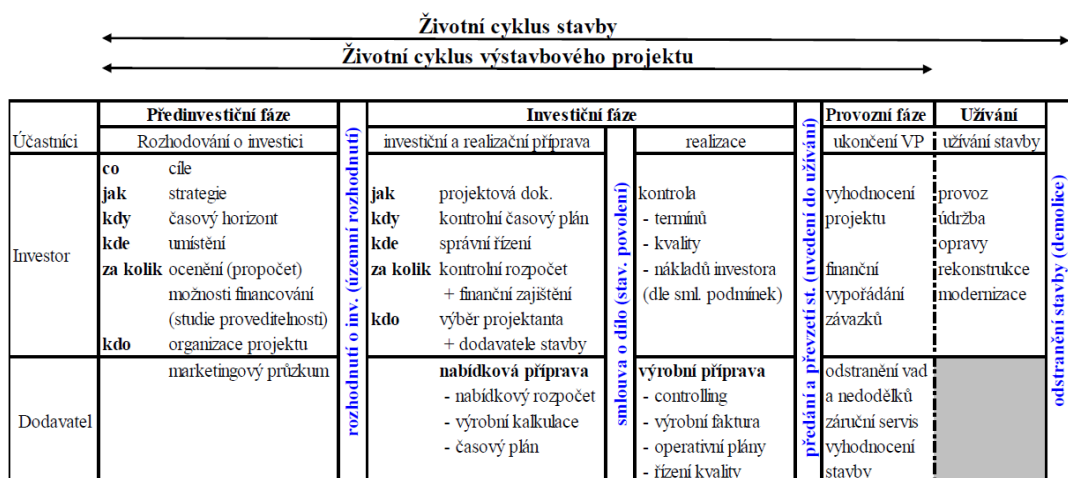 Životní cyklus stavby
Životní cyklus výstavbového projektu
Předinvestiční fáze Investiční fáze Provozní fáze Užívání
Účastníci Rozhodování o investici investiční a realizační příprava realizace ukončení VP užívání stavby
Investor
co cíle
jak strategie
kdy časový horizont
kde umístění
za kolik ocenění (propočet)
možnosti financování
(studie proveditelnosti)
kdo organizace projektu
rozhodnutí o inv. (územní rozhodnutí)
jak projektová dok.
kdy kontrolní časový plán
kde správní řízení
za kolik kontrolní rozpočet
+ finanční zajištění
kdo výběr projektanta
+ dodavatele stavby
smlouva o dílo (stav. povolení)
kontrola
- termínů
- kvality
- nákladů investora
(dle sml. podmínek)
předání a převzetí st. (uvedení do užívání)
vyhodnocení
projektu
finanční
vypořádání
závazků
provoz
údržba
opravy
rekonstrukce
modernizace
odstranění stavby (demolice)
Dodavatel
marketingový průzkum
nabídková příprava
- nabídkový rozpočet
- výrobní kalkulace
- časový plán
výrobní příprava
- controlling
- výrobní faktura
- operativní plány
- řízení kvality
odstranění vad
a nedodělků
záruční servis
vyhodnocení
stavby